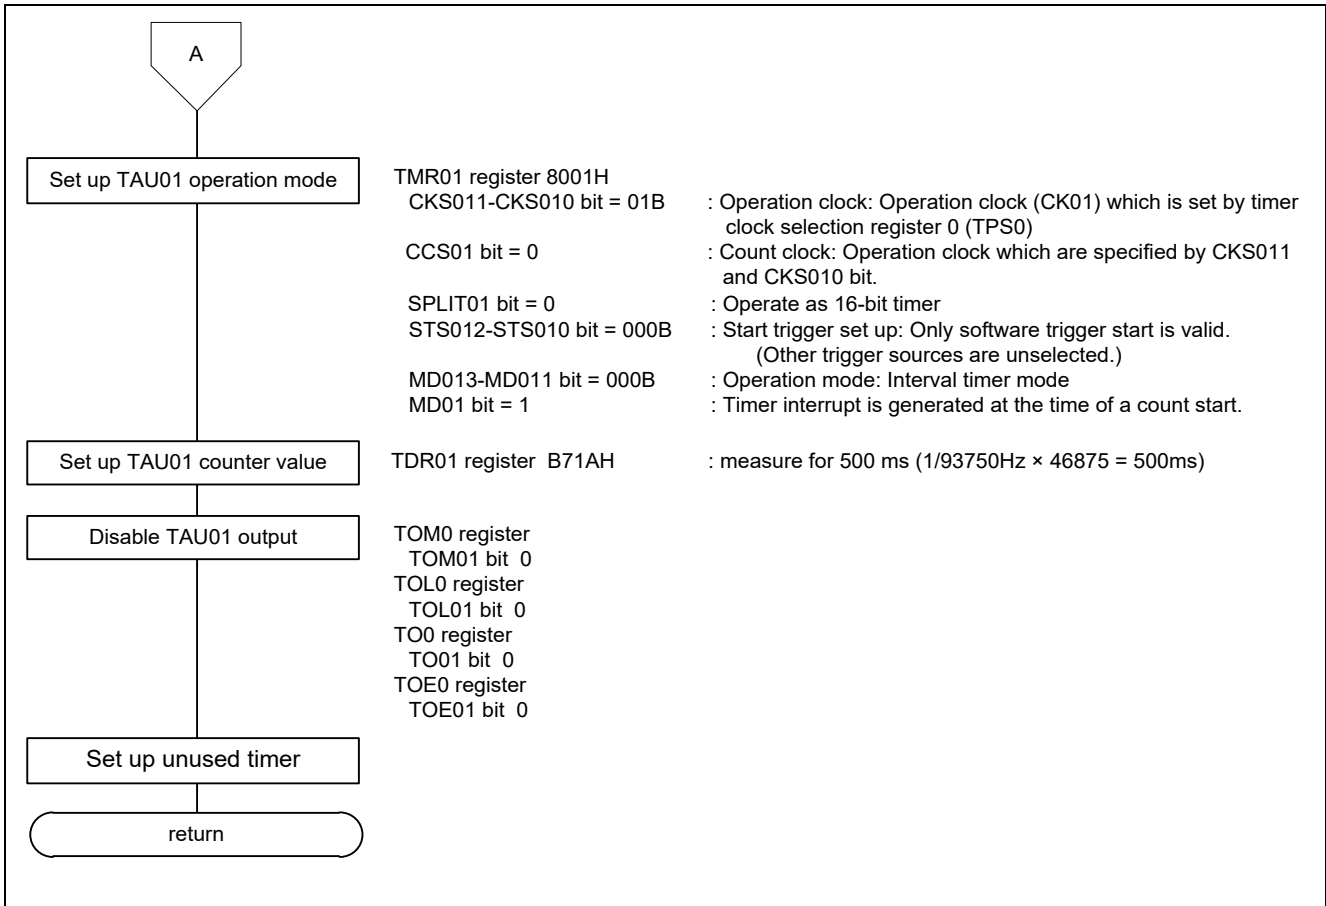 A
Set up TAU01 operation mode
TMR01 register 8001H
CKS011-CKS010 bit = 01B : Operation clock: Operation clock (CK01) which is set by timer
clock selection register 0 (TPS0)
CCS01 bit = 0 : Count clock: Operation clock which are specified by CKS011
and CKS010 bit.
SPLIT01 bit = 0 : Operate as 16-bit timer
STS012-STS010 bit = 000B : Start trigger set up: Only software trigger start is valid.
(Other trigger sources are unselected.)
MD013-MD011 bit = 000B : Operation mode: Interval timer mode
MD01 bit = 1 : Timer interrupt is generated at the time of a count start.
Set up TAU01 counter value
TDR01 register B71AH : measure for 500 ms (1/93750Hz × 46875 = 500ms)
Disable TAU01 output
TOM0 register
TOM01 bit 0
TOL0 register
TOL01 bit 0
TO0 register
TO01 bit 0
TOE0 register
TOE01 bit 0
Set up unused timer
return